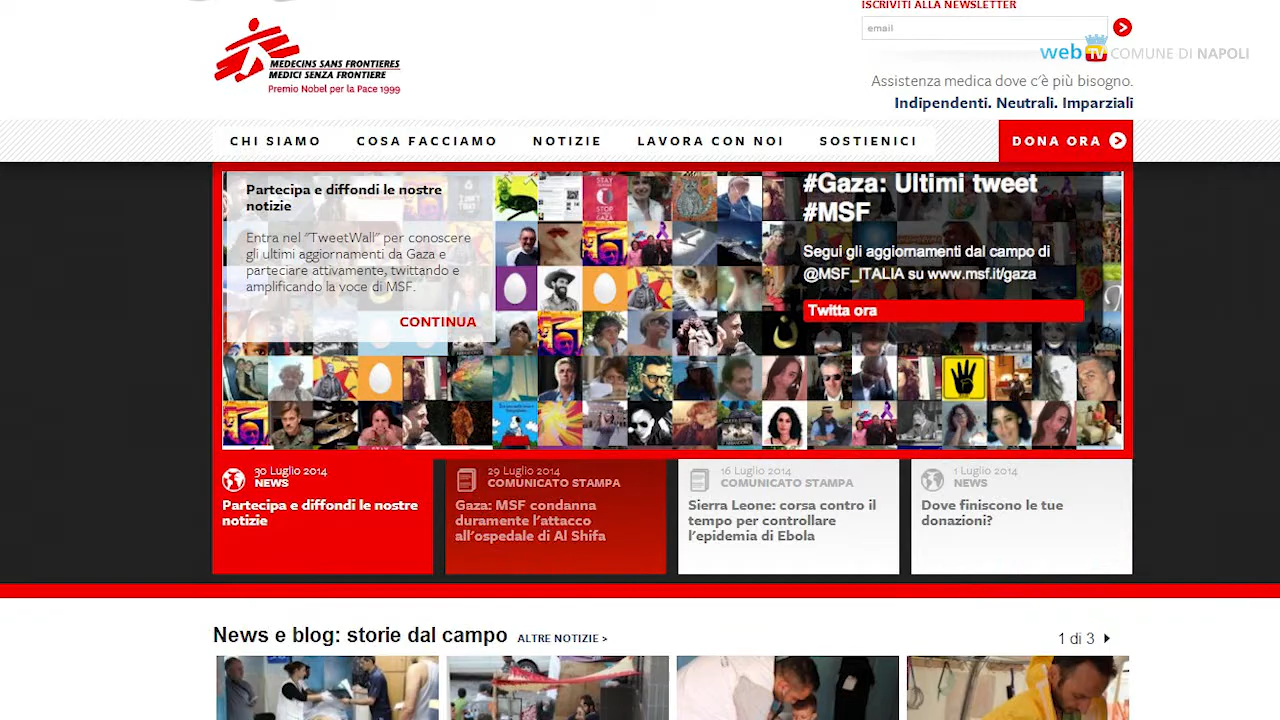 ISCRIVITI ALLA NEWSLETTER
email
web TV COMUNE DI NAPOLI
MEDECINS SANS FRONTIERES
MEDICI SENZA FRONTIERE
Premio Nobel per la Pace 1999
Assistenza medica dove c'è più bisogno.
Indipendenti. Neutrali. Imparziali
CHI SIAMO
COSA FACCIAMO
NOTIZIE
LAVORA CON NOI
SOSTIENICI
DONA ORA
Partecipa e diffondi le nostre
notizie
Entra nel "TweetWall" per conoscere
gli ultimi aggiornamenti da Gaza e
parteciare attivamente, twittando e
amplificando la voce di MSF.
CONTINUA
#Gaza: Ultimi tweet
#MSF
Segui gli aggiornamenti dal campo di
@MSF_ITALIA su www.msf.it/gaza
Twitta ora
30 Luglio 2014
NEWS
Partecipa e diffondi le nostre
notizie
29 Luglio 2014
COMUNICATO STAMPA
Gaza: MSF condanna
duramente l'attacco
all'ospedale di Al Shifa
16 Luglio 2014
COMUNICATO STAMPA
Sierra Leone: corsa contro il
tempo per controllare
l'epidemia di Ebola
1 Luglio 2014
NEWS
Dove finiscono le tue
donazioni?
News e blog: storie dal campo
ALTRE NOTIZIE >
1 di 3